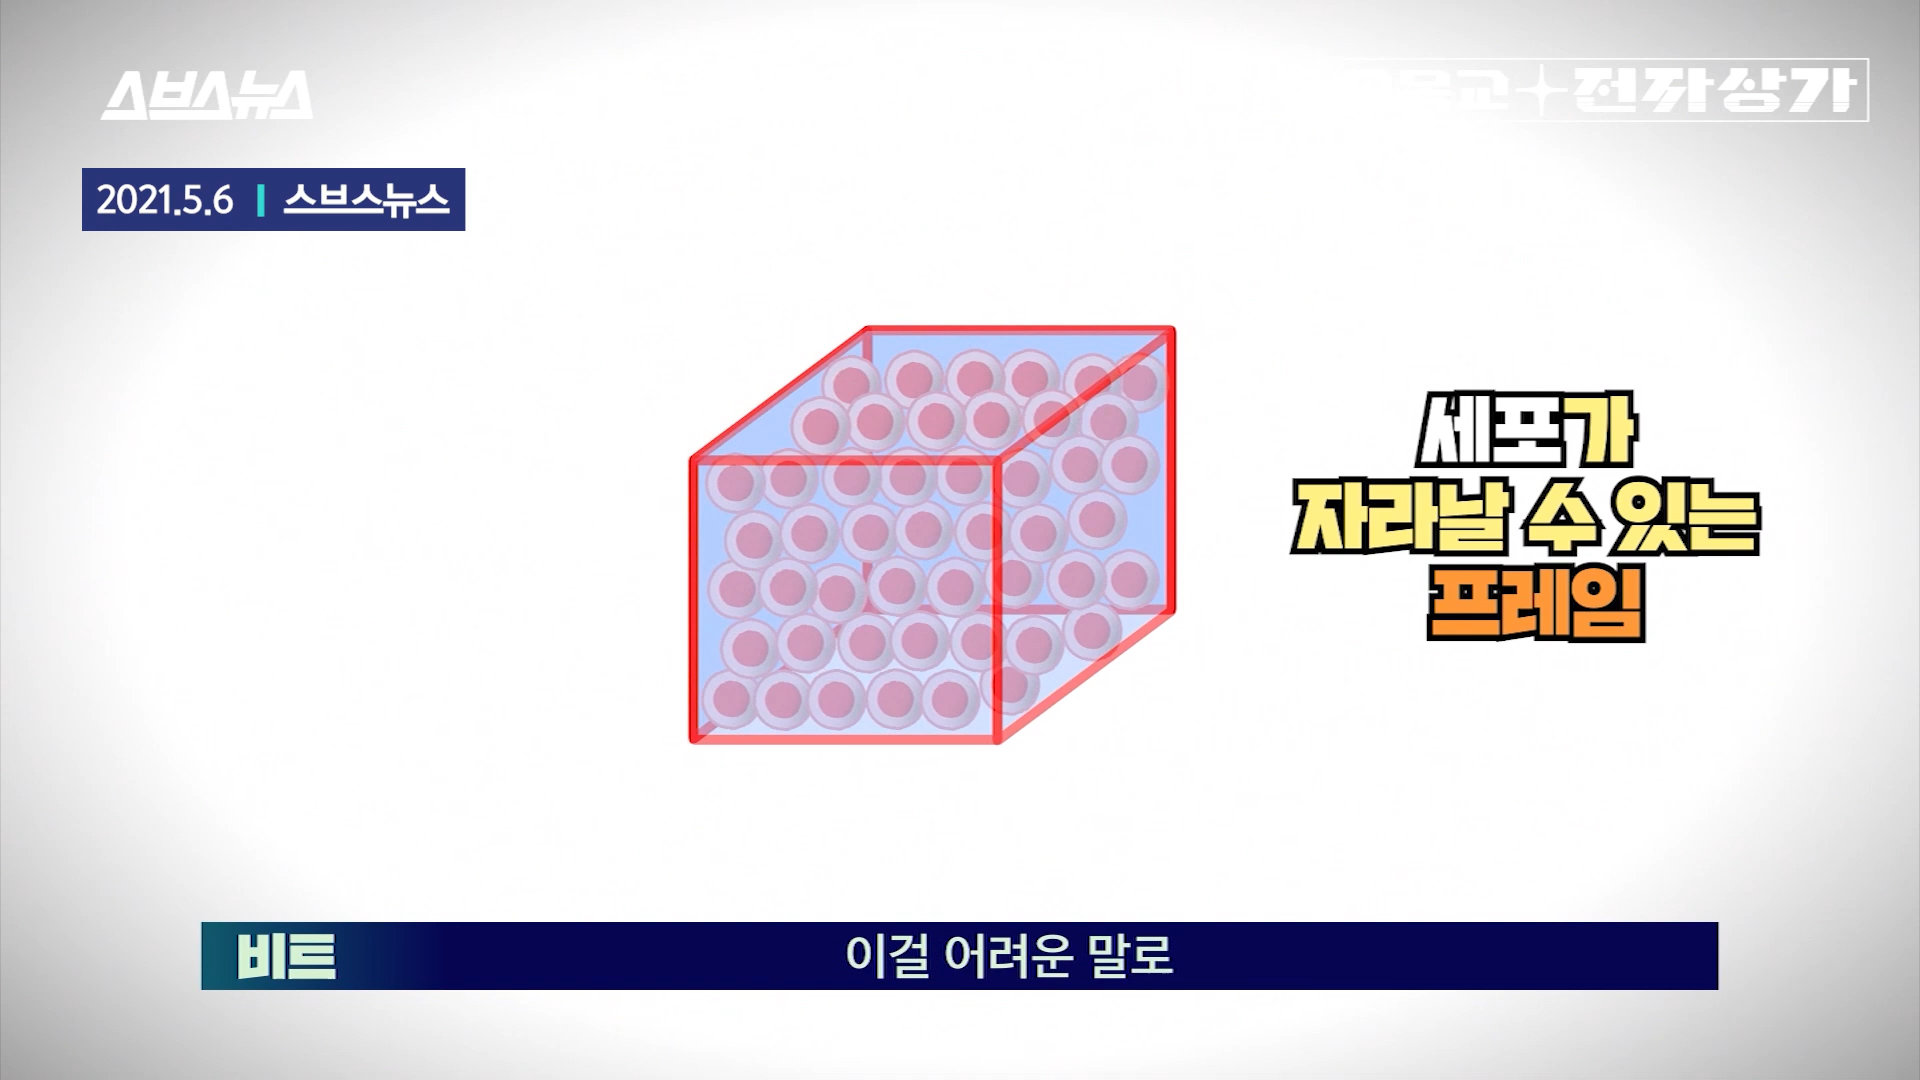 스브스뉴스
전자상가
2021.5.6 | 스브스뉴스
세포가
자라날 수 있는
프레임
비트
이걸 어려운 말로